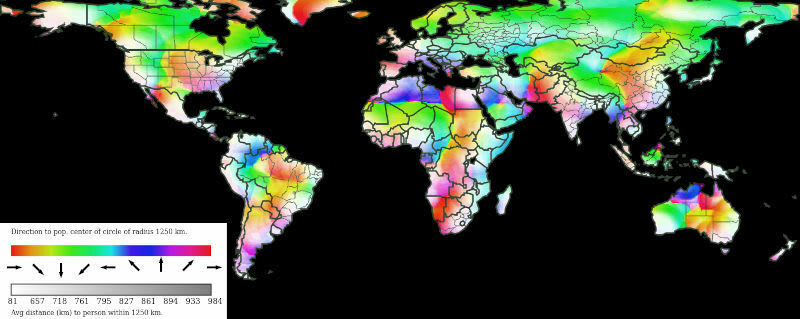 Direction to pop. center of circle of radius 1250 km.
81 657 718 761 795 827 861 894 933 984
Avg distance (km) to person within 1250 km.